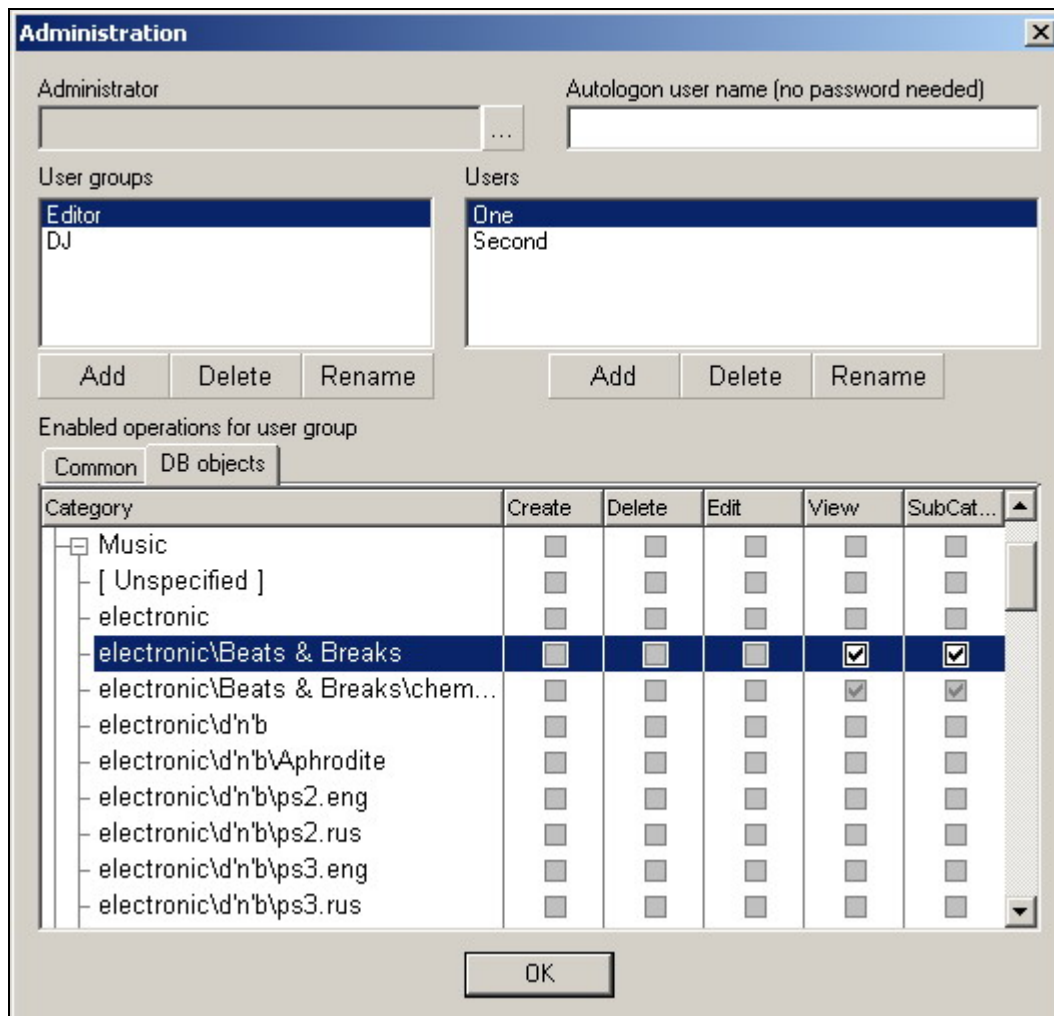 Administration
Administrator
Autologon user name (no password needed)
...
User groups
Users
Editor
DJ
One
Second
Add Delete Rename
Add Delete Rename
Enabled operations for user group
Common DB objects
Category Create Delete Edit View SubCat...
Music
[ Unspecified ]
electronic
electronic\Beats & Breaks
electronic\Beats & Breaks\chem...
electronic\d'n'b
electronic\d'n'b\Aphrodite
electronic\d'n'b\ps2.eng
electronic\d'n'b\ps2.rus
electronic\d'n'b\ps3.eng
electronic\d'n'b\ps3.rus
OK